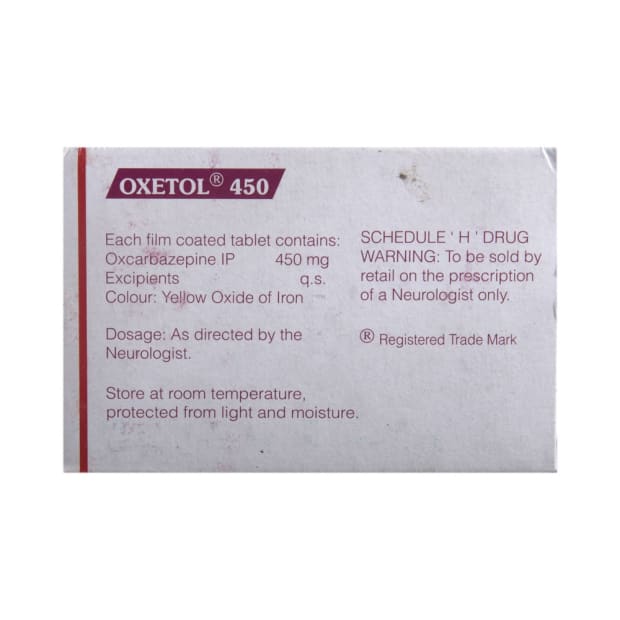 OXETOL® 450
Each film coated tablet contains:
Oxcarbazepine IP 450 mg
Excipients q.s.
Colour: Yellow Oxide of Iron
Dosage: As directed by the
Neurologist.
Store at room temperature,
protected from light and moisture.
SCHEDULE ' H ' DRUG
WARNING: To be sold by
retail on the prescription
of a Neurologist only.
® Registered Trade Mark